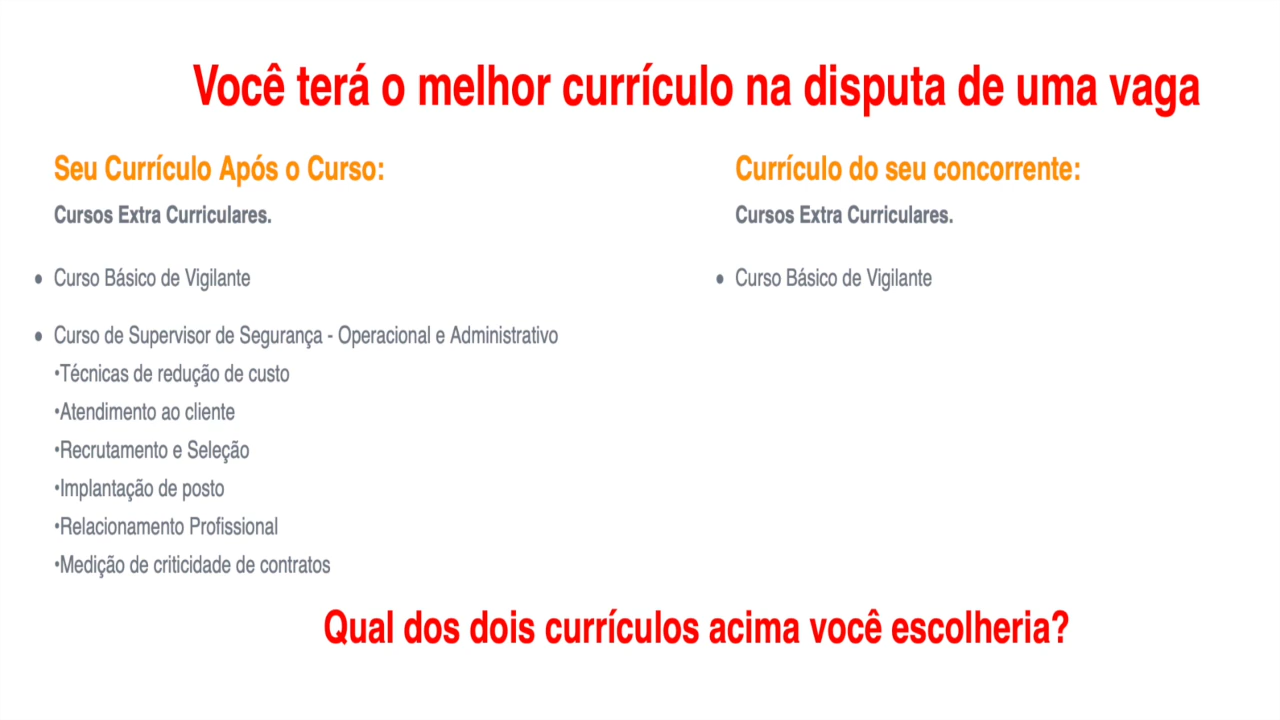 Você terá o melhor currículo na disputa de uma vaga
Seu Currículo Após o Curso:
Cursos Extra Curriculares.
• Curso Básico de Vigilante
• Curso de Supervisor de Segurança - Operacional e Administrativo
•Técnicas de redução de custo
•Atendimento ao cliente
•Recrutamento e Seleção
•Implantação de posto
•Relacionamento Profissional
•Medição de criticidade de contratos
Currículo do seu concorrente:
Cursos Extra Curriculares.
• Curso Básico de Vigilante
Qual dos dois currículos acima você escolheria?